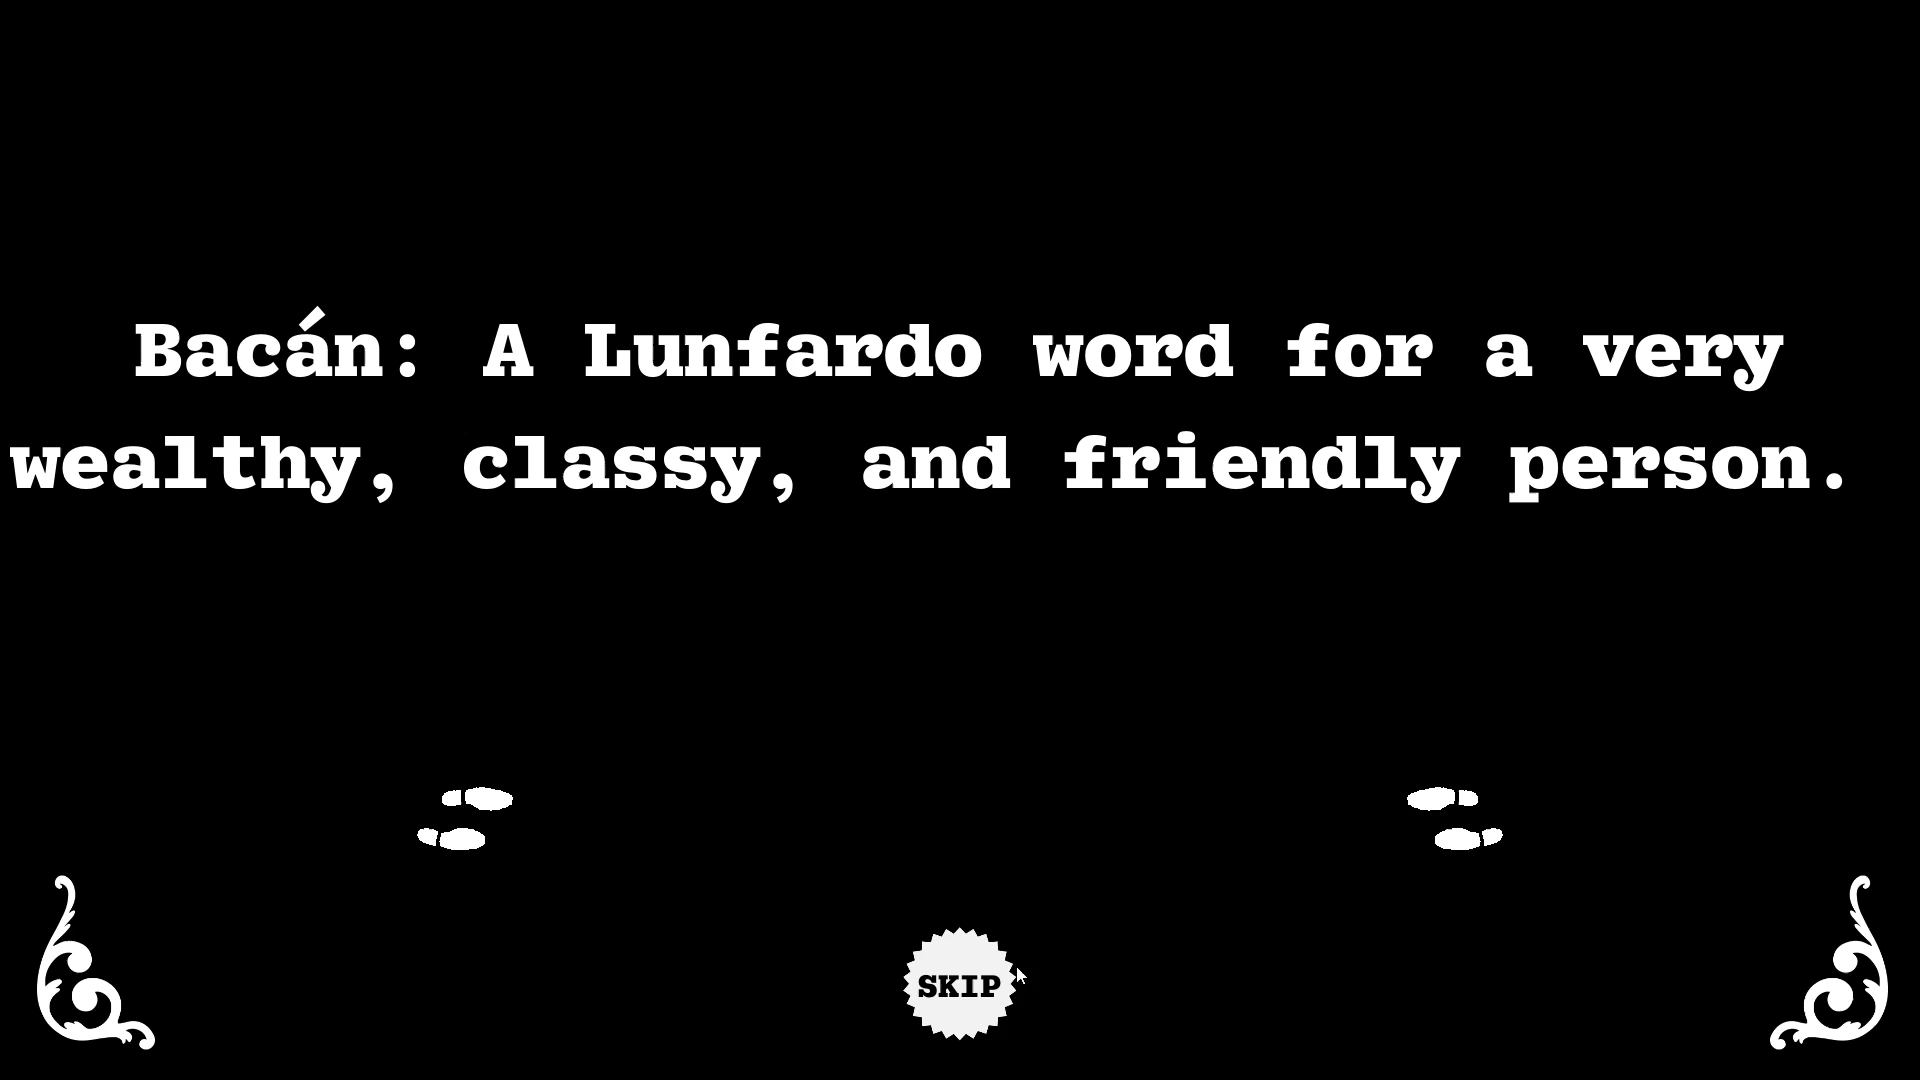 Bacán: A Lunfardo word for a very
wealthy, classy, and friendly person.
SKIP